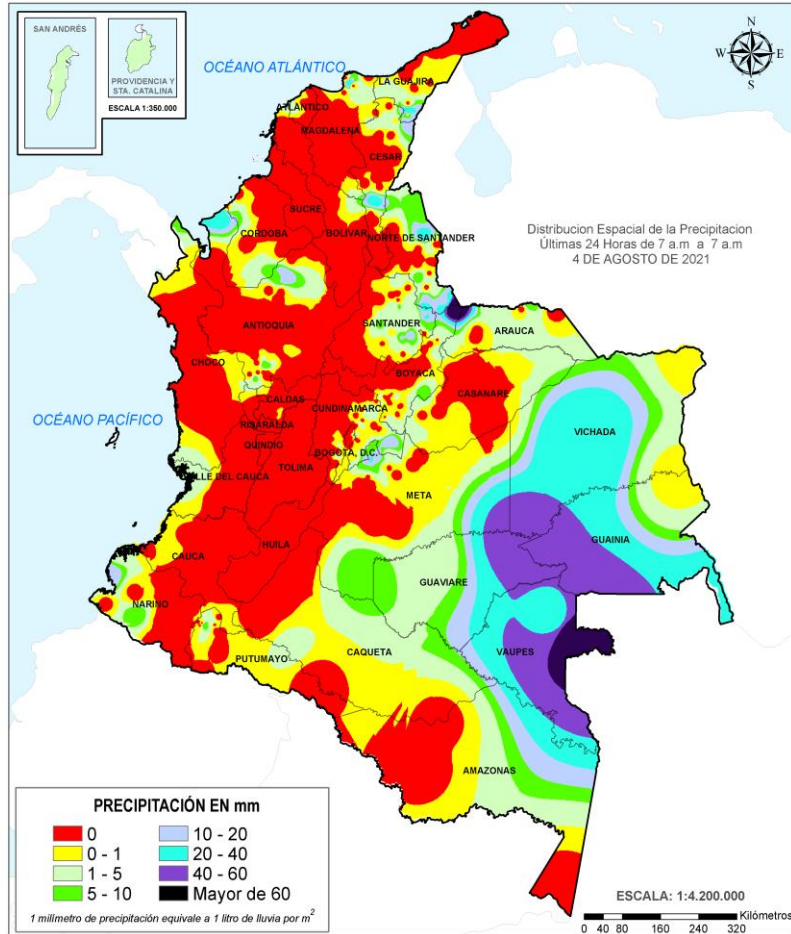 SAN ANDRÉS
PROVIDENCIA Y
STA. CATALINA
ESCALA 1:350.000
OCÉANO ATLÁNTICO
N
W
E
S
LA GUAJIRA
ATLANTICO
MAGDALENA
CESAR
SUCRE
CORDOBA
BOLIVAR
NORTE DE SANTANDER
Distribucion Espacial de la Precipitacion
Últimas 24 Horas de 7 a.m a 7 a.m
4 DE AGOSTO DE 2021
ANTIOQUIA
SANTANDER
ARAUCA
CHOCO
BOYACA
CASANARE
CALDAS
CUNDINAMARCA
OCÉANO PACÍFICO
RISARALDA
VICHADA
QUINDIO
BOGOTA, D.C.
TOLIMA
VALLE DEL CAUCA
META
GUAINIA
CAUCA
HUILA
GUAVIARE
NARIÑO
PUTUMAYO
CAQUETA
VAUPES
AMAZONAS
PRECIPITACIÓN EN mm
0
10 - 20
0 - 1
20 - 40
1 - 5
40 - 60
5 - 10
Mayor de 60
1 milímetro de precipitación equivale a 1 litro de lluvia por m2
ESCALA: 1:4.200.000
Kilómetros
0 40 80 160 240 320